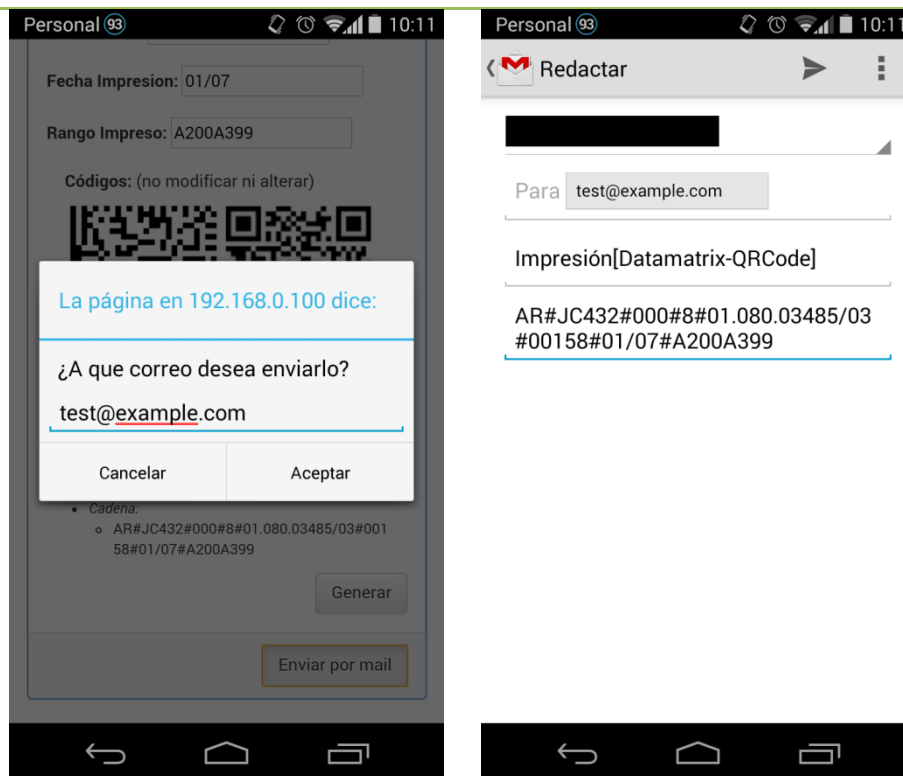 Personal 93 10:11
Fecha Impresion: 01/07
Rango Impreso: A200A399
Códigos: (no modificar ni alterar)
La página en 192.168.0.100 dice:
¿A que correo desea enviarlo?
test@example.com
Cancelar Aceptar
Cadena:
AR#JC432#000#8#01.080.03485/03#001
58#01/07#A200A399
Generar
Enviar por mail
Personal 93 10:11
Redactar
Para test@example.com
Impresión[Datamatrix-QRCode]
AR#JC432#000#8#01.080.03485/03
#00158#01/07#A200A399